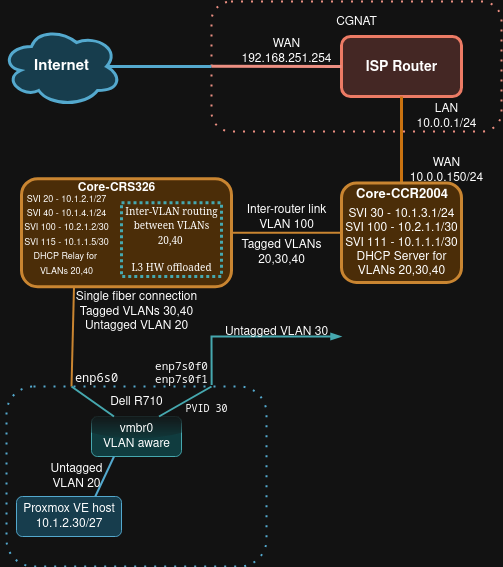 CGNAT
Internet
WAN
192.168.251.254
ISP Router
LAN
10.0.0.1/24
WAN
10.0.0.150/24
Core-CRS326
SVI 20 - 10.1.2.1/27
SVI 40 - 10.1.4.1/24
SVI 100 - 10.2.1.2/30
SVI 115 - 10.1.1.5/30
DHCP Relay for
VLANs 20,40
Inter-VLAN routing
between VLANs
20,40
L3 HW offloaded
Inter-router link
VLAN 100
Tagged VLANs
20,30,40
Core-CCR2004
SVI 30 - 10.1.3.1/24
SVI 100 - 10.2.1.1/30
SVI 111 - 10.1.1.1/30
DHCP Server for
VLANs 20,30,40
Single fiber connection
Tagged VLANs 30,40
Untagged VLAN 20
Untagged VLAN 30
enp6s0
enp7s0f0
enp7s0f1
Dell R710
PVID 30
vmbr0
VLAN aware
Untagged
VLAN 20
Proxmox VE host
10.1.2.30/27